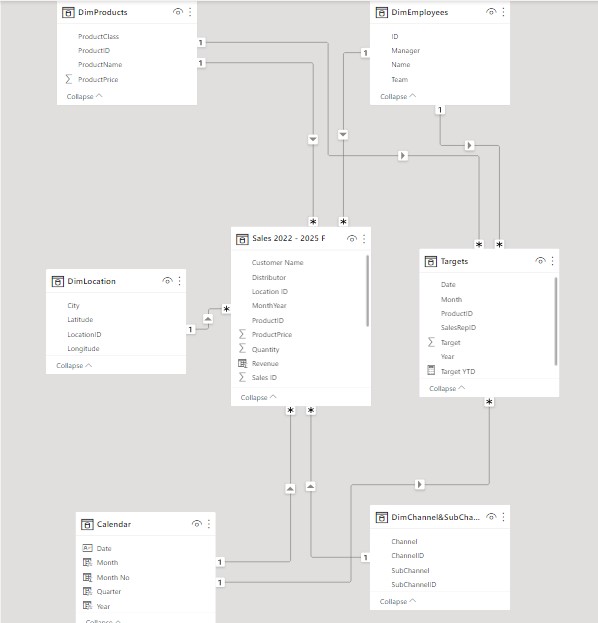 DimProducts
ProductClass
ProductID
ProductName
ProductPrice
Collapse
DimEmployees
ID
Manager
Name
Team
Collapse
1
1
1
1
*
*
*
*
Sales 2022 - 2025 F
Customer Name
Distributor
Location ID
MonthYear
ProductID
ProductPrice
Quantity
Revenue
Sales ID
Collapse
Targets
Date
Month
ProductID
SalesRepID
Target
Year
Target YTD
Collapse
DimLocation
City
Latitude
LocationID
Longitude
Collapse
1
*
*
*
*
Calendar
Date
Month
Month No
Quarter
Year
Collapse
1
1
1
DimChannel&SubCha...
Channel
ChannelID
SubChannel
SubChannelID
Collapse